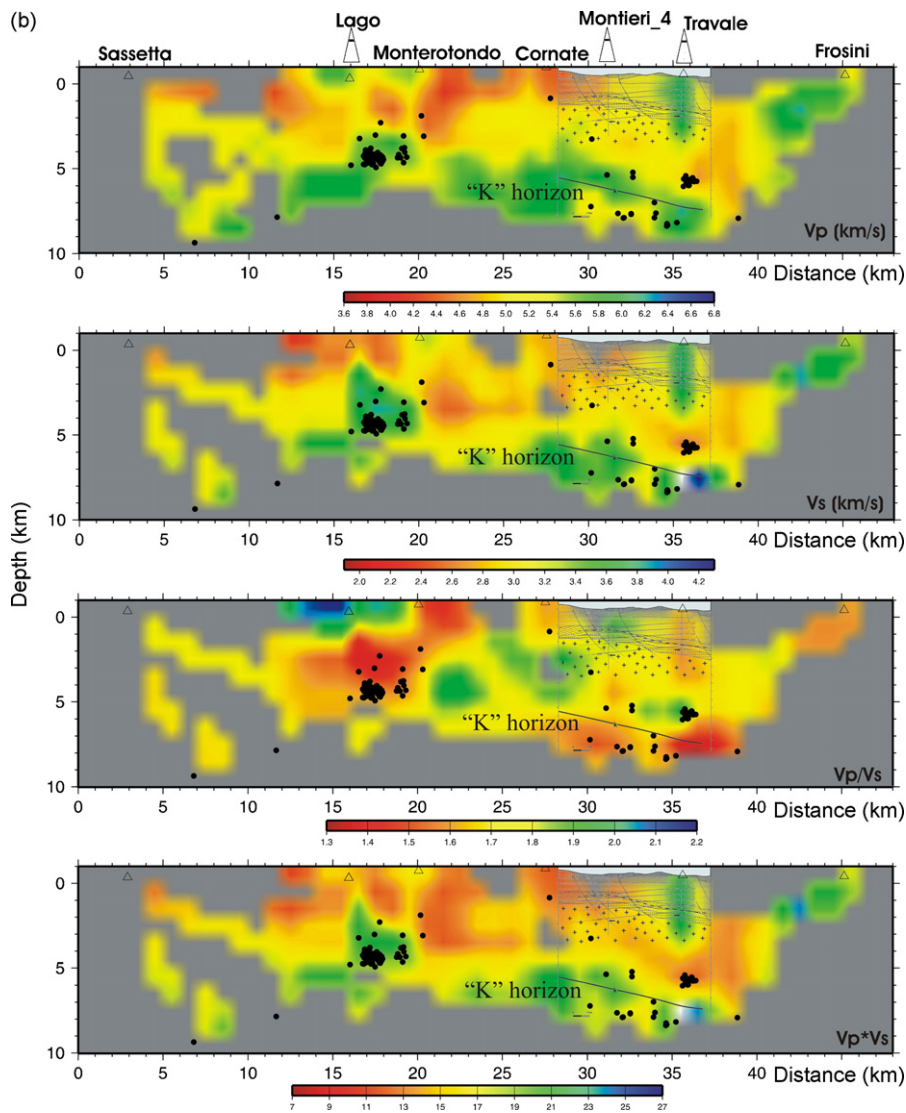 (b)
Lago
Montieri_4
Travale
Sassetta
Monterotondo
Cornate
Frosini
0
5
10
"K" horizon
Vp (km/s)
0 5 10 15 20 25 30 35 40 Distance (km)
3.6 3.8 4.0 4.2 4.4 4.6 4.8 5.0 5.2 5.4 5.6 5.8 6.0 6.2 6.4 6.6 6.8
0
5
10
"K" horizon
Vs (km/s)
0 5 10 15 20 25 30 35 40 Distance (km)
2.0 2.2 2.4 2.6 2.8 3.0 3.2 3.4 3.6 3.8 4.0 4.2
Depth (km)
0
5
10
"K" horizon
Vp/Vs
0 5 10 15 20 25 30 35 40 Distance (km)
1.3 1.4 1.5 1.6 1.7 1.8 1.9 2.0 2.1 2.2
0
5
10
"K" horizon
Vp*Vs
0 5 10 15 20 25 30 35 40 Distance (km)
7 9 11 13 15 17 19 21 23 25 27